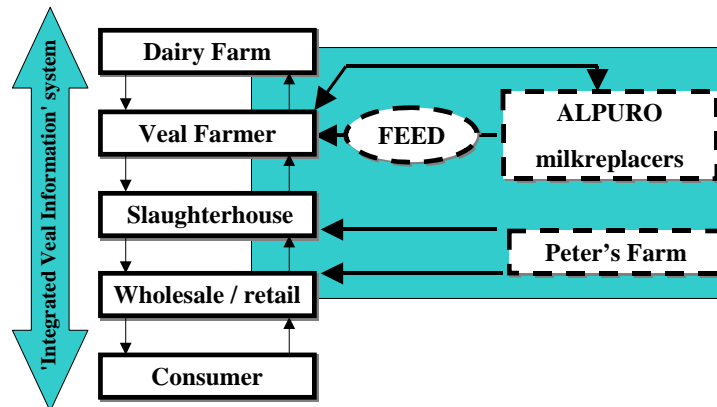 'Integrated Veal Information' system
Dairy Farm
Veal Farmer
FEED
ALPURO
milkreplacers
Slaughterhouse
Peter's Farm
Wholesale / retail
Consumer